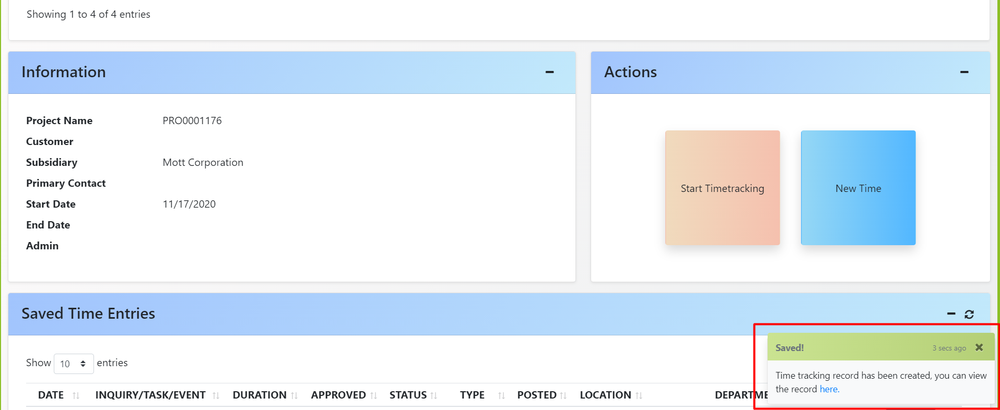 Showing 1 to 4 of 4 entries
Information
Actions
Project Name PRO0001176
Customer
Subsidiary Mott Corporation
Primary Contact
Start Date 11/17/2020
End Date
Admin
Start Timetracking
New Time
Saved Time Entries
Saved! 3 secs ago
Time tracking record has been created, you can view
the record here.
Show 10 entries
DATE INQUIRY/TASK/EVENT DURATION APPROVED STATUS TYPE POSTED LOCATION DEPARTME